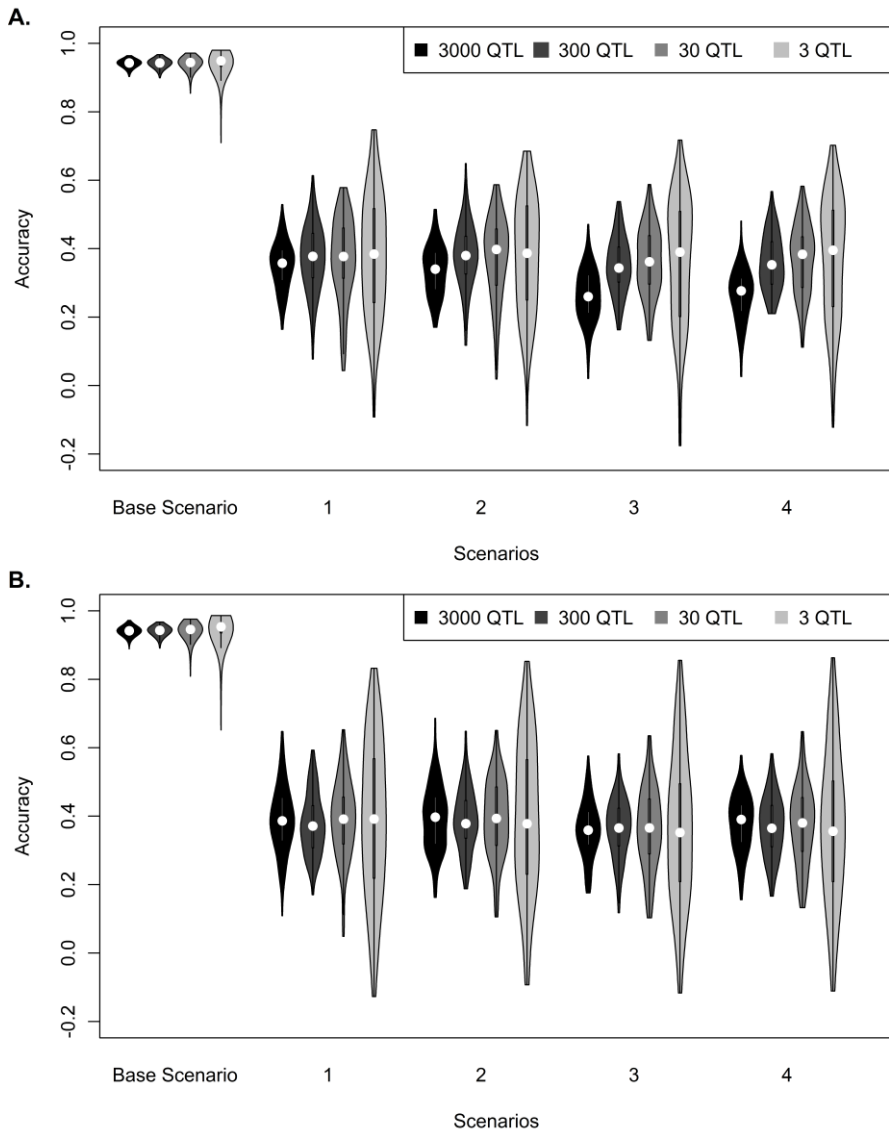 A.
3000 QTL 300 QTL 30 QTL 3 QTL
1.0
0.8
0.6
0.4
0.2
0.0
-0.2
Accuracy
Base Scenario 1 2 3 4
Scenarios
B.
3000 QTL 300 QTL 30 QTL 3 QTL
1.0
0.8
0.6
0.4
0.2
0.0
-0.2
Accuracy
Base Scenario 1 2 3 4
Scenarios